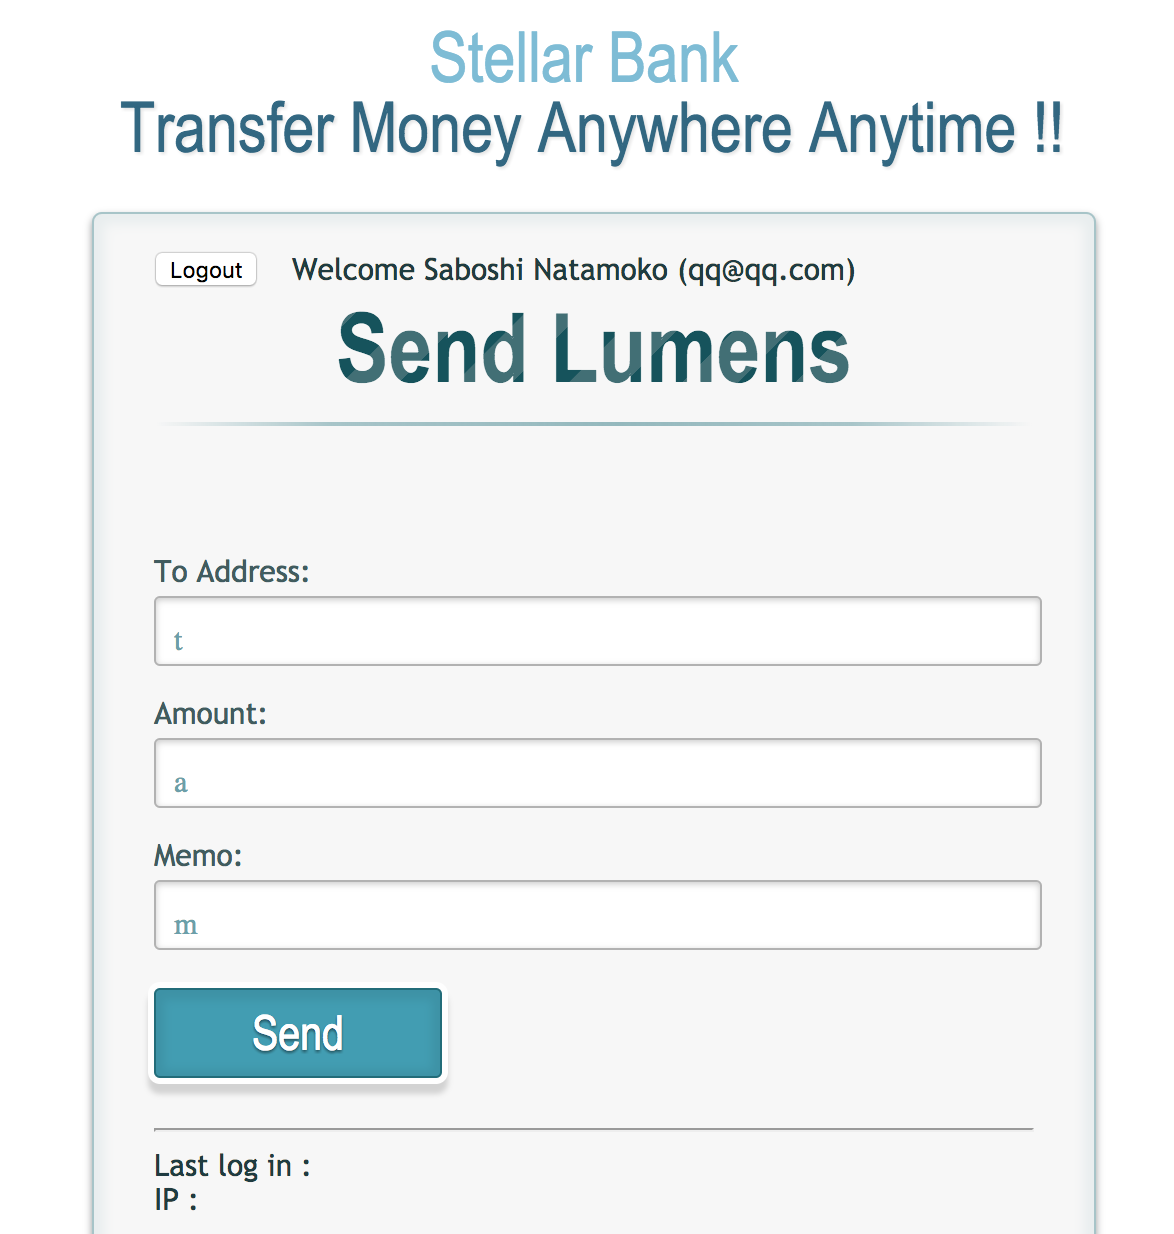 Stellar Bank
Transfer Money Anywhere Anytime !!
Logout Welcome Saboshi Natamoko (qq@qq.com)
Send Lumens
To Address:
t
Amount:
a
Memo:
m
Send
Last log in :
IP :